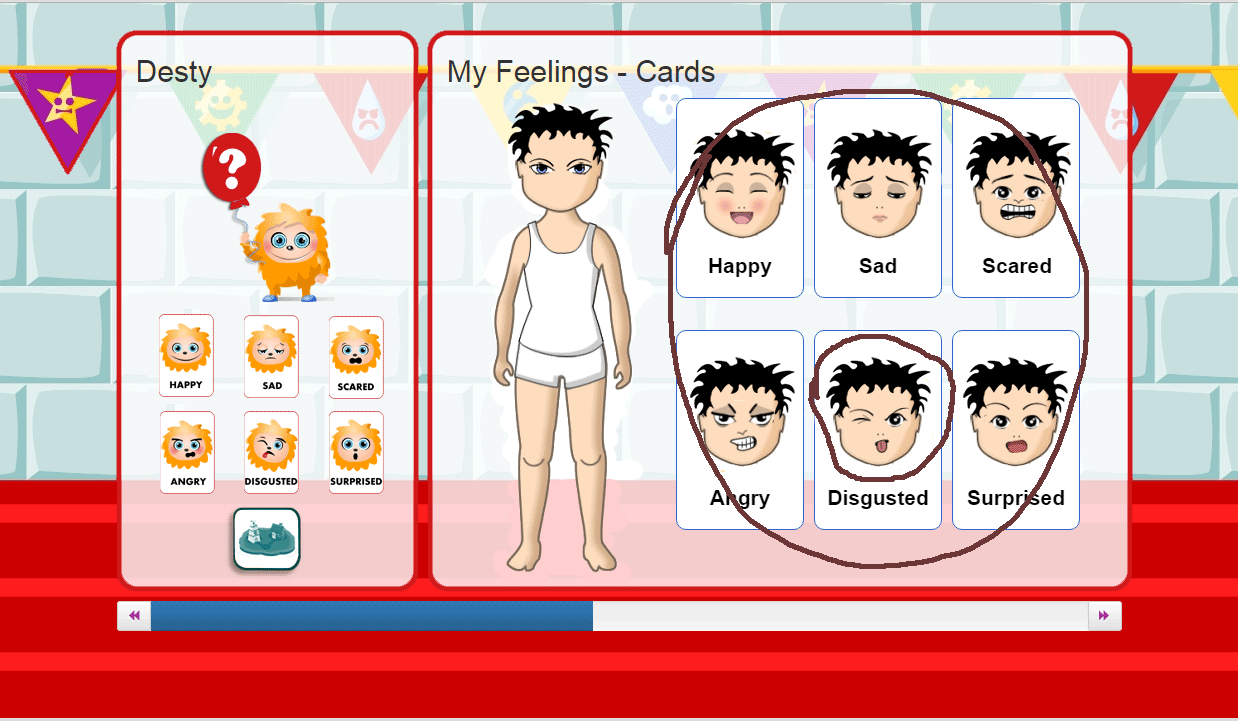 Desty
?
HAPPY SAD SCARED
ANGRY DISGUSTED SURPRISED
My Feelings - Cards
Happy Sad Scared
Angry Disgusted Surprised